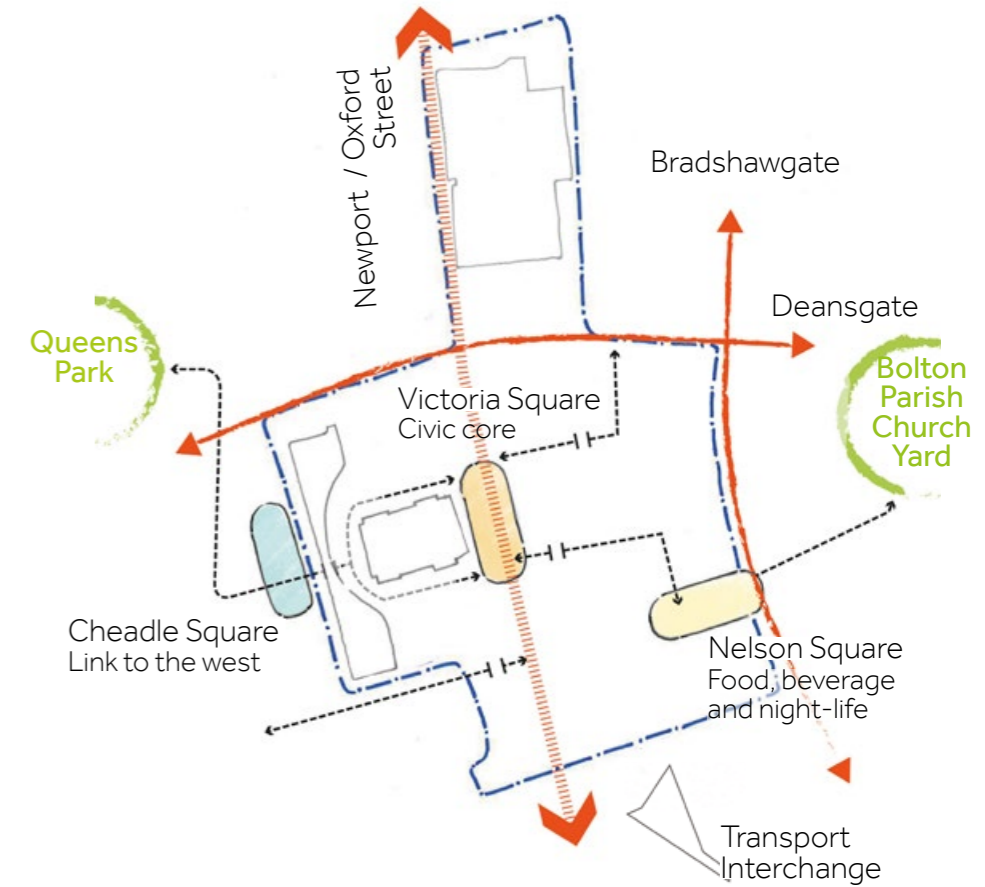 Newport / Oxford
Street
Bradshawgate
Deansgate
Queens
Park
Bolton
Parish
Church
Yard
Victoria Square
Civic core
Cheadle Square
Link to the west
Nelson Square
Food, beverage
and night-life
Transport
Interchange